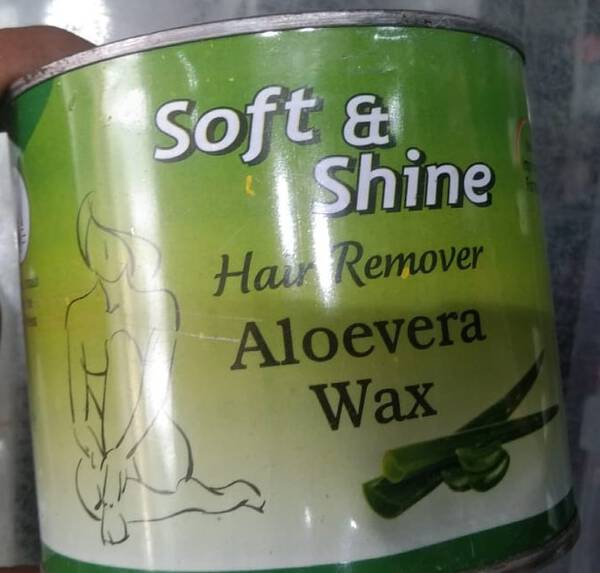 Soft &
Shine
Hair Remover
Aloevera
Wax